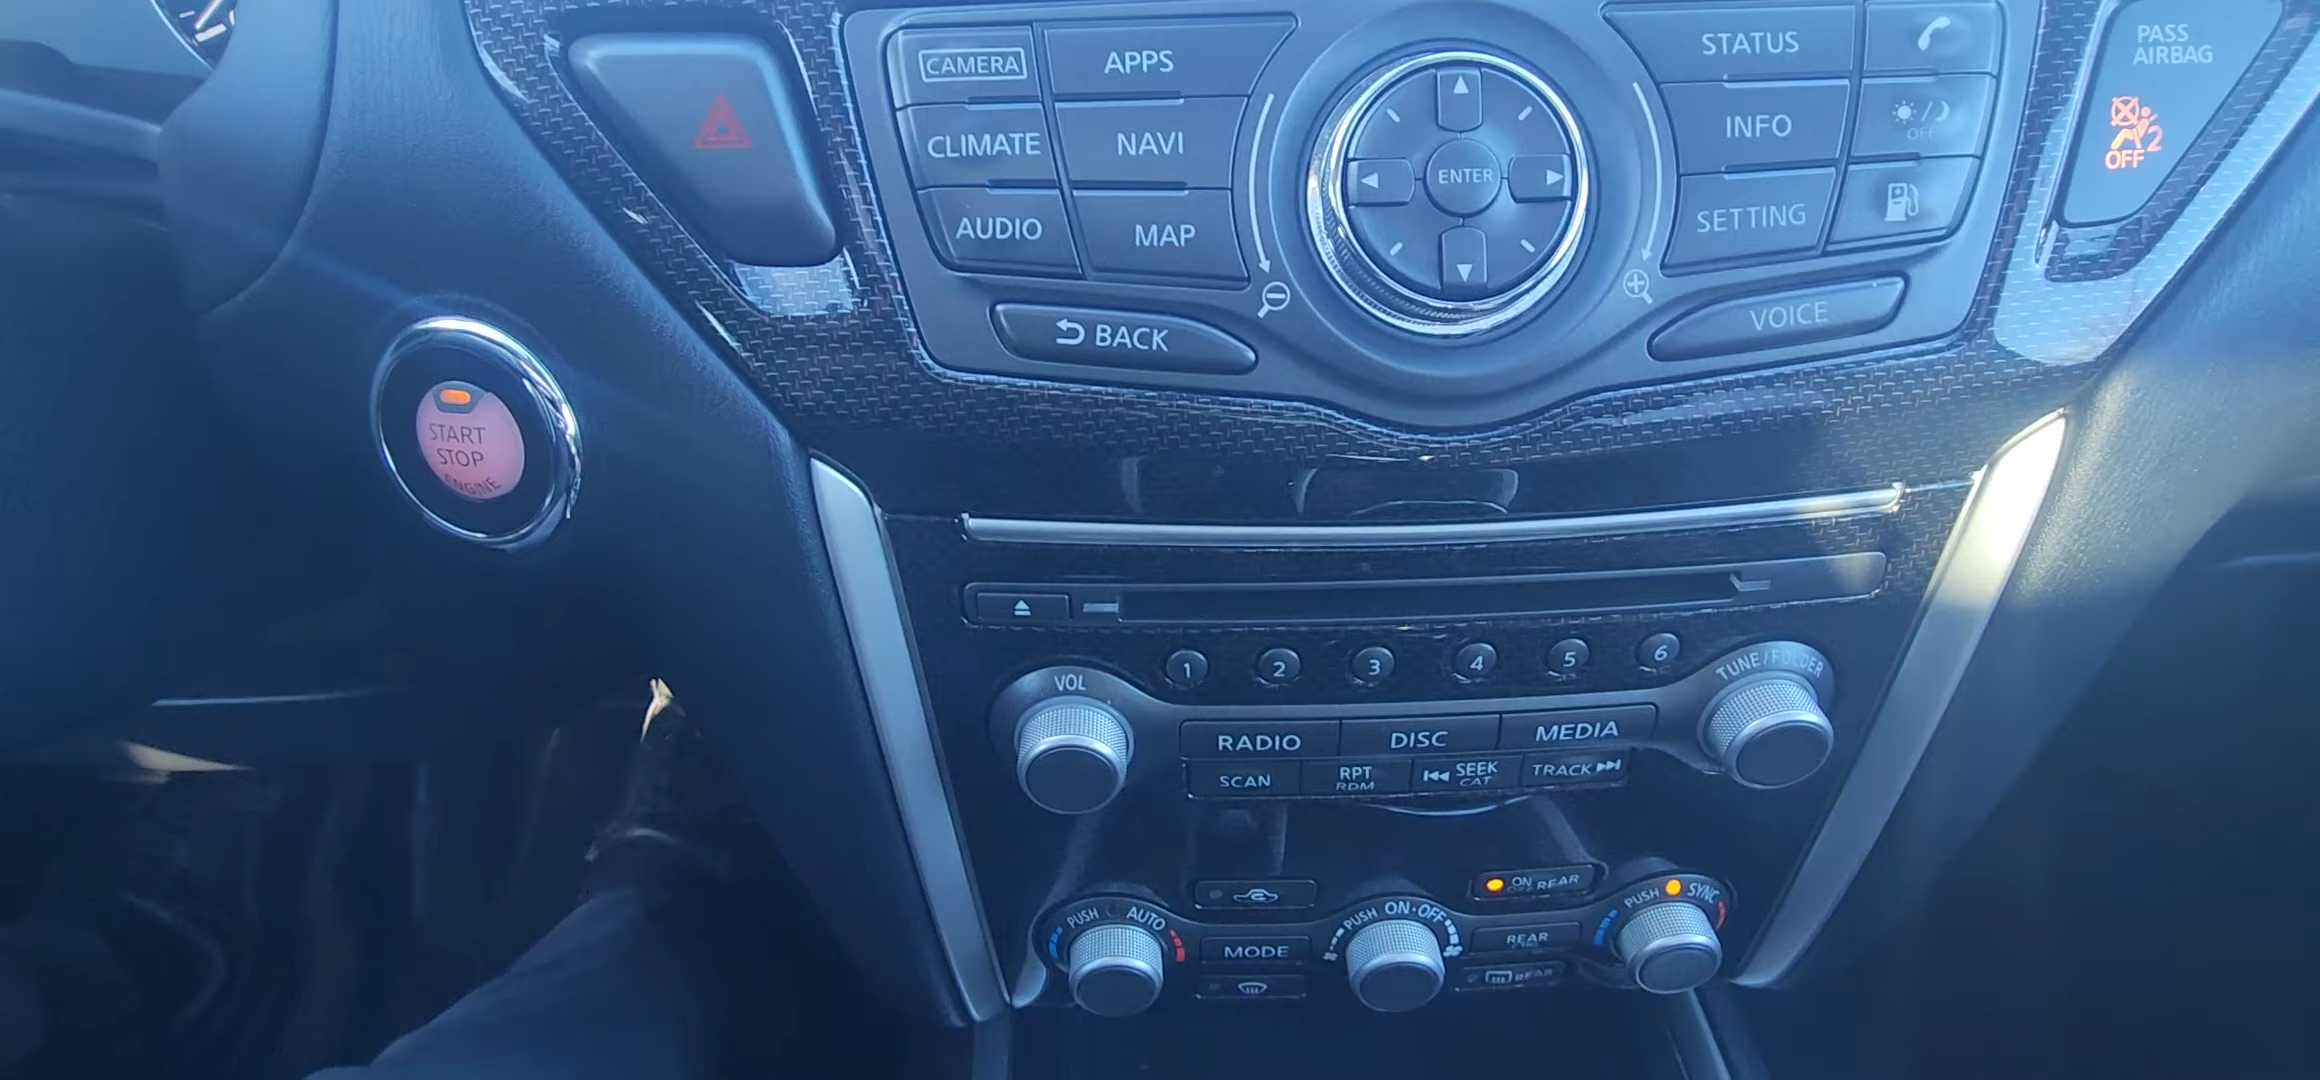 CAMERA
APPS
STATUS
PASS
AIRBAG
CLIMATE
NAVI
ENTER
INFO
OFF
OFF
2
AUDIO
MAP
SETTING
BACK
VOICE
START
STOP
ENGINE
1 2 3 4 5 6
VOL
TUNE/FOLDER
RADIO DISC MEDIA
SCAN
RPT
RDM
SEEK
CAT
TRACK
PUSH AUTO
PUSH ON·OFF
ON REAR
PUSH SYNC
MODE
REAR
REAR